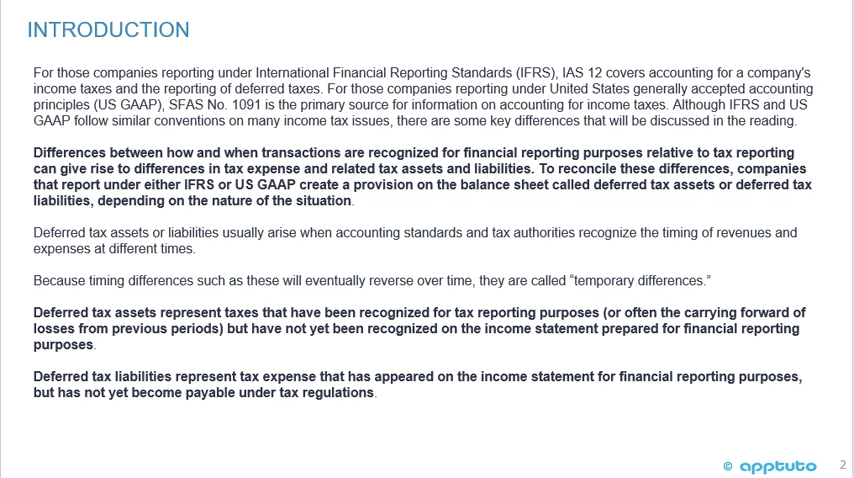 INTRODUCTION
For those companies reporting under International Financial Reporting Standards (IFRS), IAS 12 covers accounting for a company's
income taxes and the reporting of deferred taxes. For those companies reporting under United States generally accepted accounting
principles (US GAAP), SFAS No. 1091 is the primary source for information on accounting for income taxes. Although IFRS and US
GAAP follow similar conventions on many income tax issues, there are some key differences that will be discussed in the reading.
Differences between how and when transactions are recognized for financial reporting purposes relative to tax reporting
can give rise to differences in tax expense and related tax assets and liabilities. To reconcile these differences, companies
that report under either IFRS or US GAAP create a provision on the balance sheet called deferred tax assets or deferred tax
liabilities, depending on the nature of the situation.
Deferred tax assets or liabilities usually arise when accounting standards and tax authorities recognize the timing of revenues and
expenses at different times.
Because timing differences such as these will eventually reverse over time, they are called “temporary differences.”
Deferred tax assets represent taxes that have been recognized for tax reporting purposes (or often the carrying forward of
losses from previous periods) but have not yet been recognized on the income statement prepared for financial reporting
purposes.
Deferred tax liabilities represent tax expense that has appeared on the income statement for financial reporting purposes,
but has not yet become payable under tax regulations.
© apptuto 2